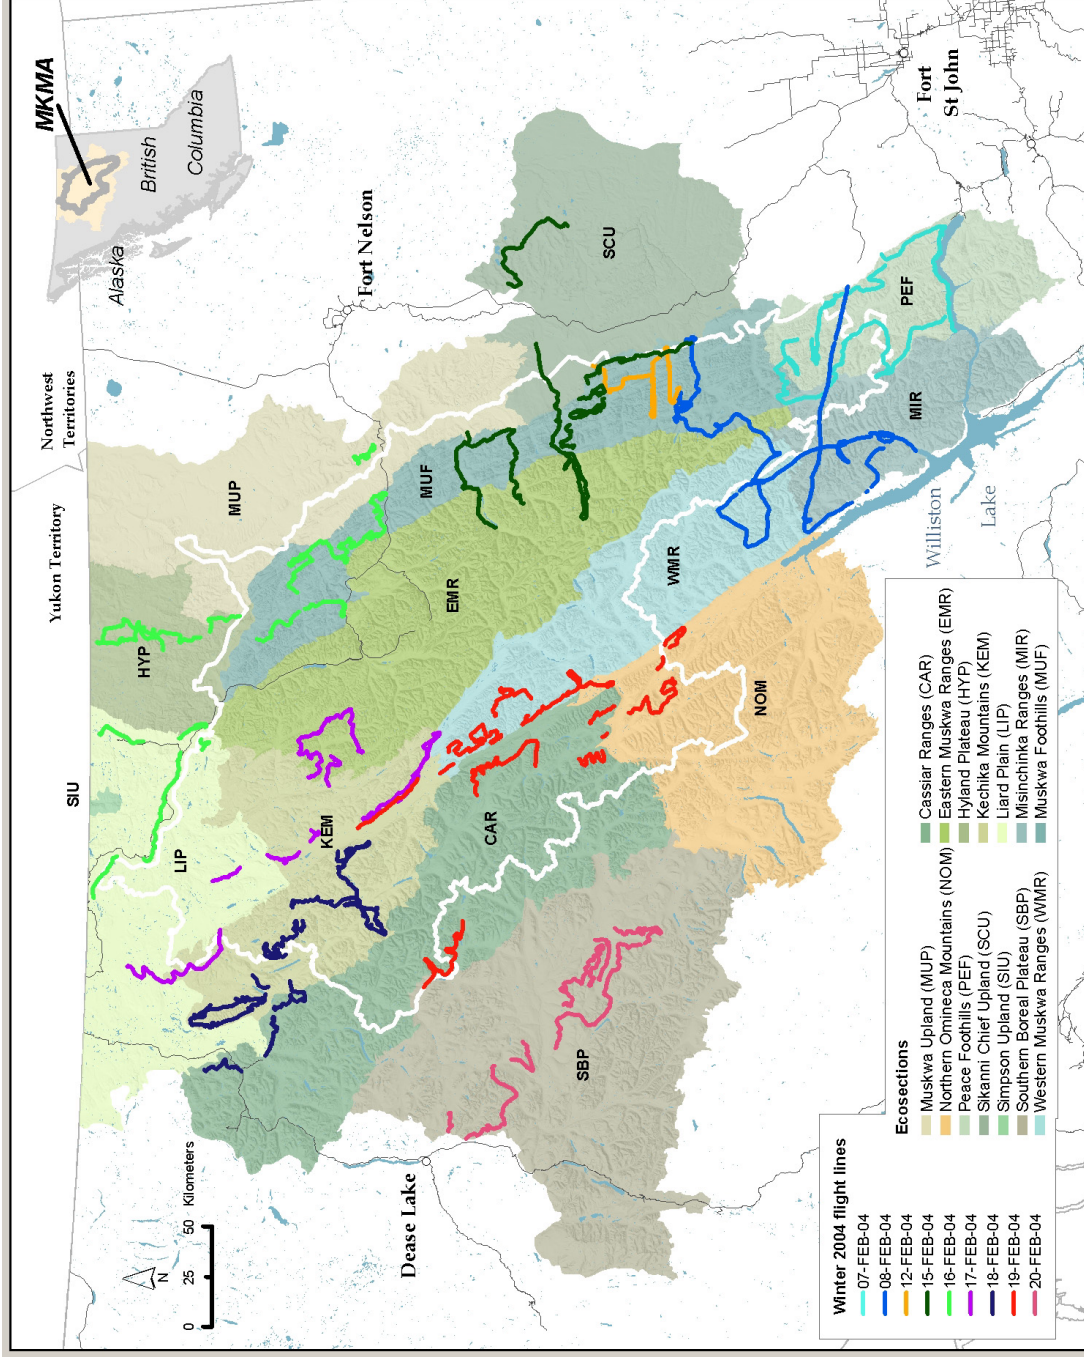 MKMA
Alaska
British
Columbia
Yukon Territory
Northwest
Territories
Fort Nelson
Fort
St John
Dease Lake
Williston
Lake
SIU
HYP
MUP
LIP
MUF
SCU
KEM
EMR
CAR
WMR
PEF
MIR
NOM
SBP
N
0 25 50 Kilometers
Winter 2004 flight lines
07-FEB-04
08-FEB-04
12-FEB-04
15-FEB-04
16-FEB-04
17-FEB-04
18-FEB-04
19-FEB-04
20-FEB-04
Ecosections
Muskwa Upland (MUP)
Northern Omineca Mountains (NOM)
Peace Foothills (PEF)
Sikanni Chief Upland (SCU)
Simpson Upland (SIU)
Southern Boreal Plateau (SBP)
Western Muskwa Ranges (WMR)
Cassiar Ranges (CAR)
Eastern Muskwa Ranges (EMR)
Hyland Plateau (HYP)
Kechika Mountains (KEM)
Liard Plain (LIP)
Misinchinka Ranges (MIR)
Muskwa Foothills (MUF)